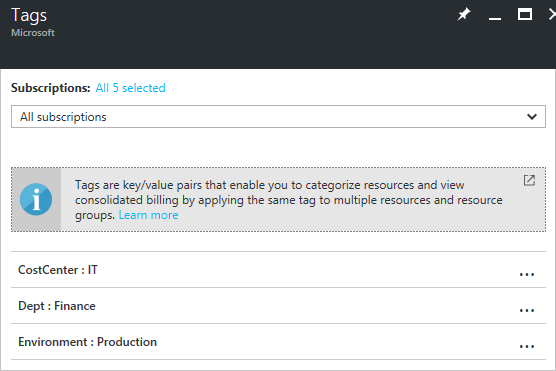 Tags
Microsoft
Subscriptions: All 5 selected
All subscriptions
Tags are key/value pairs that enable you to categorize resources and view
consolidated billing by applying the same tag to multiple resources and resource
groups. Learn more
CostCenter : IT
...
Dept : Finance
...
Environment : Production
...